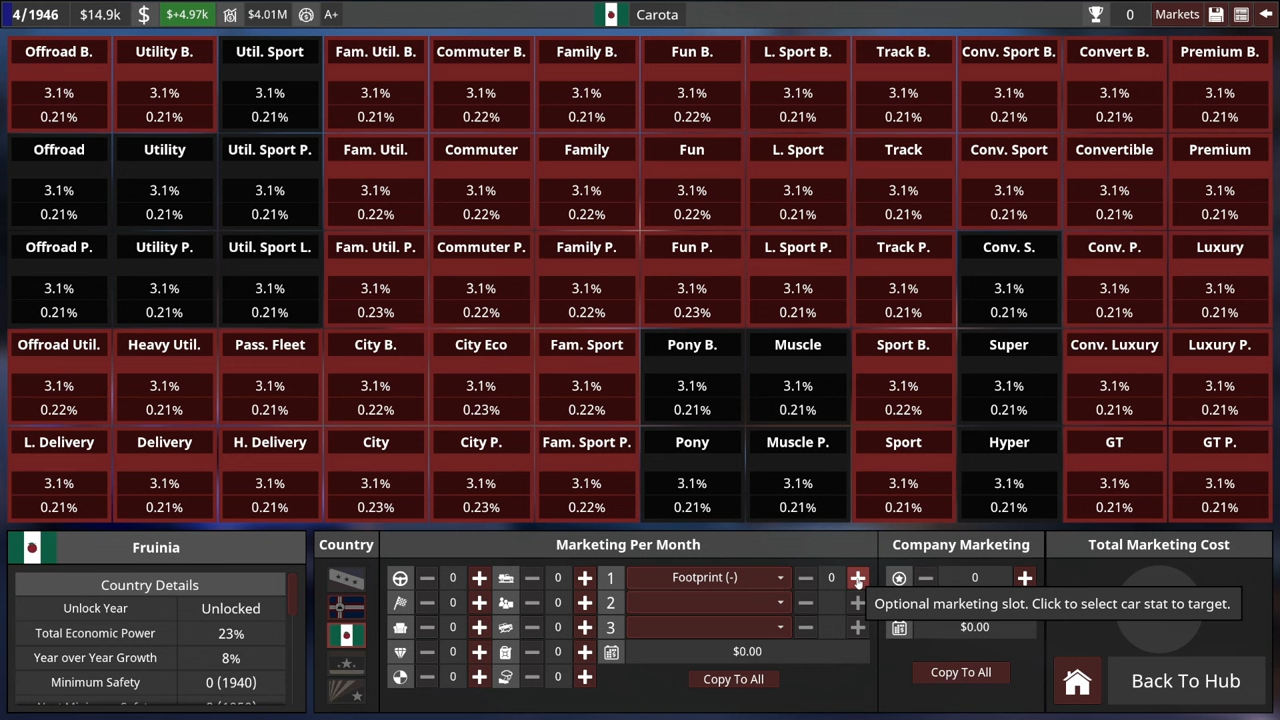 4/1946 $14.9k $ $+4.97k $4.01M A+ Carota 0 Markets
Offroad B. Utility B. Util. Sport Fam. Util. B. Commuter B. Family B. Fun B. L. Sport B. Track B. Conv. Sport B. Convert B. Premium B.
3.1% 3.1% 3.1% 3.1% 3.1% 3.1% 3.1% 3.1% 3.1% 3.1% 3.1% 3.1%
0.21% 0.21% 0.21% 0.21% 0.22% 0.21% 0.22% 0.21% 0.21% 0.21% 0.21% 0.21%
Offroad Utility Util. Sport P. Fam. Util. Commuter Family Fun L. Sport Track Conv. Sport Convertible Premium
3.1% 3.1% 3.1% 3.1% 3.1% 3.1% 3.1% 3.1% 3.1% 3.1% 3.1% 3.1%
0.21% 0.21% 0.21% 0.22% 0.22% 0.22% 0.22% 0.21% 0.21% 0.21% 0.21% 0.21%
Offroad P. Utility P. Util. Sport L. Fam. Util. P. Commuter P. Family P. Fun P. L. Sport P. Track P. Conv. S. Conv. P. Luxury
3.1% 3.1% 3.1% 3.1% 3.1% 3.1% 3.1% 3.1% 3.1% 3.1% 3.1% 3.1%
0.21% 0.21% 0.21% 0.23% 0.22% 0.22% 0.23% 0.21% 0.21% 0.21% 0.21% 0.21%
Offroad Util. Heavy Util. Pass. Fleet City B. City Eco Fam. Sport Pony B. Muscle Sport B. Super Conv. Luxury Luxury P.
3.1% 3.1% 3.1% 3.1% 3.1% 3.1% 3.1% 3.1% 3.1% 3.1% 3.1% 3.1%
0.22% 0.21% 0.21% 0.22% 0.23% 0.22% 0.21% 0.21% 0.22% 0.21% 0.21% 0.21%
L. Delivery Delivery H. Delivery City City P. Fam. Sport P. Pony Muscle P. Sport Hyper GT GT P.
3.1% 3.1% 3.1% 3.1% 3.1% 3.1% 3.1% 3.1% 3.1% 3.1% 3.1% 3.1%
0.21% 0.21% 0.21% 0.23% 0.23% 0.22% 0.21% 0.21% 0.21% 0.21% 0.21% 0.21%
Fruinia Country Marketing Per Month Company Marketing Total Marketing Cost
Country Details
Unlock Year Unlocked
Total Economic Power 23%
Year over Year Growth 8%
Minimum Safety 0 (1940)
0 0 1 Footprint (-) 0 0
0 0 2 Optional marketing slot. Click to select car stat to target.
0 0 3 $0.00
0 0 $0.00
0 0 Copy To All Copy To All Back To Hub